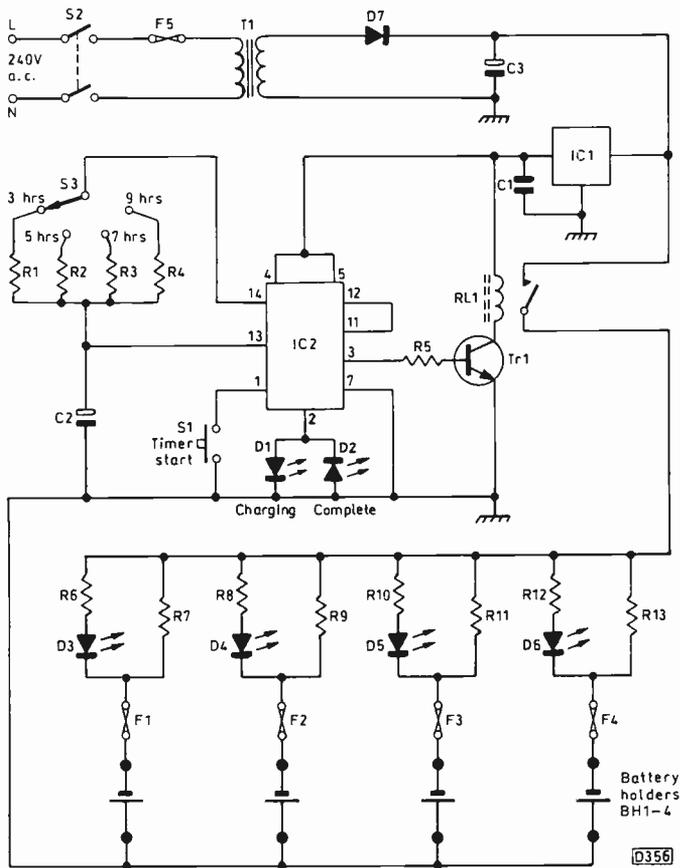 L
S2
F5
T1
D7
240V
a.c.
N
C3
IC1
C1
S3
3 hrs
9 hrs
5 hrs
7 hrs
R1
R2
R3
R4
4
5
14
12
11
13
IC2
3
1
7
2
R5
RL1
Tr1
C2
S1
Timer
start
D1
D2
Charging
Complete
R6
R7
R8
R9
R10
R11
R12
R13
D3
D4
D5
D6
F1
F2
F3
F4
Battery
holders
BH1-4
D356